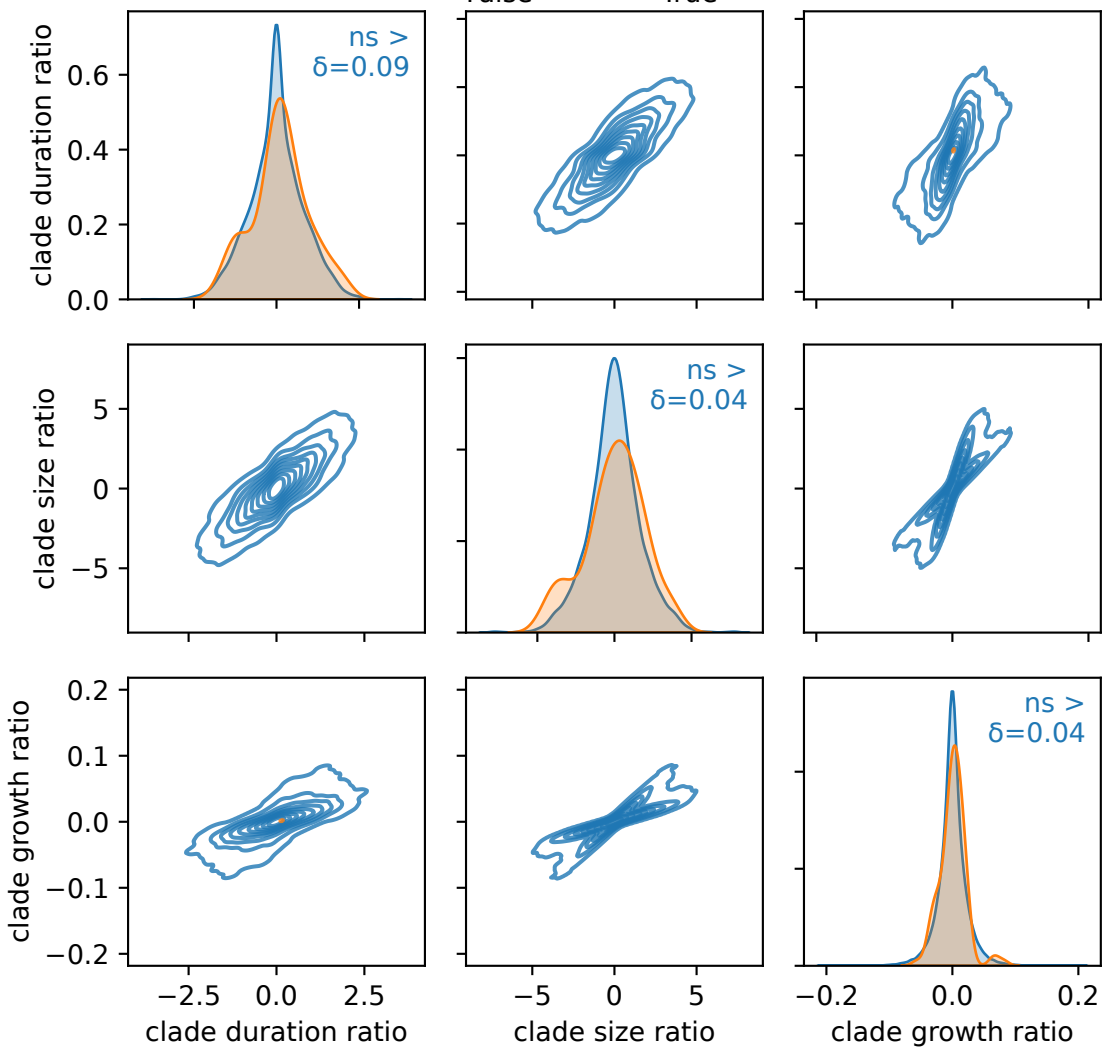 ns >
δ=0.09
clade duration ratio
0.6
0.4
0.2
0.0
ns >
δ=0.04
clade size ratio
5
0
−5
ns >
δ=0.04
clade growth ratio
0.2
0.1
0.0
−0.1
−0.2
−2.5 0.0 2.5
−5 0 5
−0.2 0.0 0.2
clade duration ratio
clade size ratio
clade growth ratio